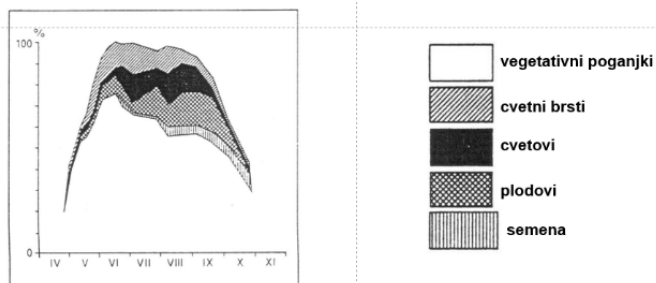 %
100
0
IV V VI VII VIII IX X XI
vegetativni poganjki
cvetni brsti
cvetovi
plodovi
semena